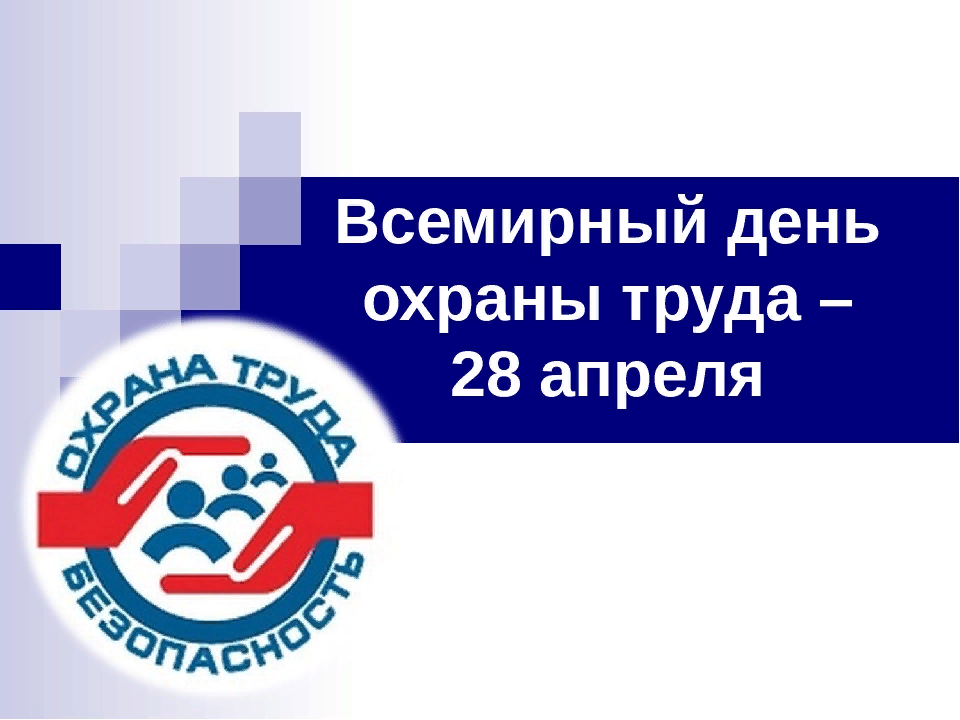 Всемирный день
охраны труда –
28 апреля
ОХРАНА ТРУДА
БЕЗОПАСНОСТЬ